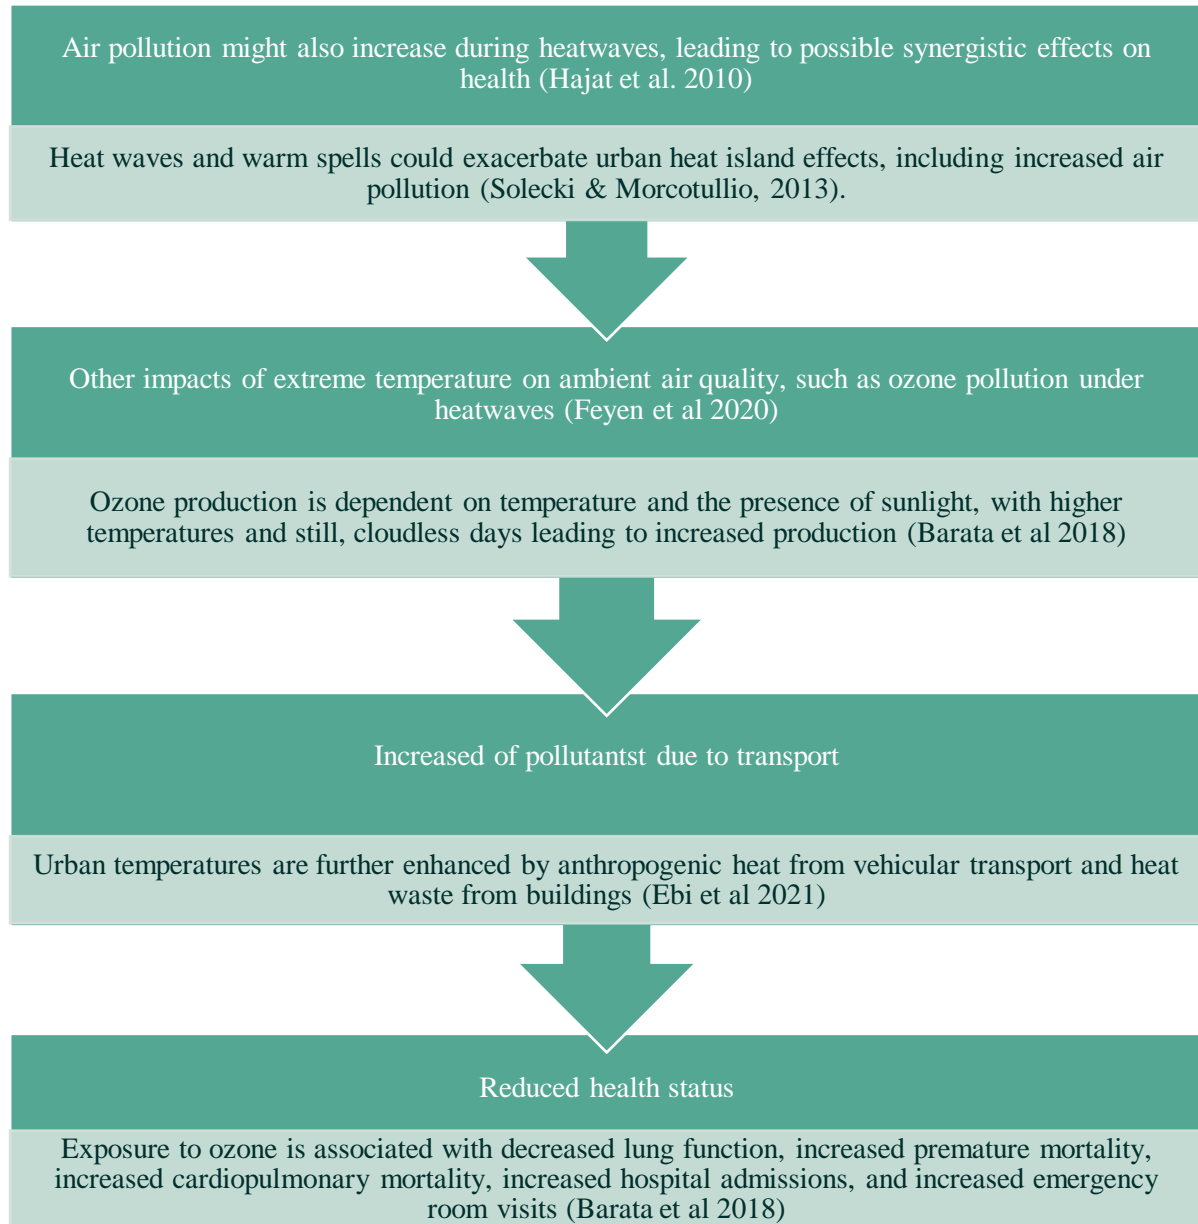 Air pollution might also increase during heatwaves, leading to possible synergistic effects on
health (Hajat et al. 2010)
Heat waves and warm spells could exacerbate urban heat island effects, including increased air
pollution (Solecki & Morcotullio, 2013).
Other impacts of extreme temperature on ambient air quality, such as ozone pollution under
heatwaves (Feyen et al 2020)
Ozone production is dependent on temperature and the presence of sunlight, with higher
temperatures and still, cloudless days leading to increased production (Barata et al 2018)
Increased of pollutantst due to transport
Urban temperatures are further enhanced by anthropogenic heat from vehicular transport and heat
waste from buildings (Ebi et al 2021)
Reduced health status
Exposure to ozone is associated with decreased lung function, increased premature mortality,
increased cardiopulmonary mortality, increased hospital admissions, and increased emergency
room visits (Barata et al 2018)